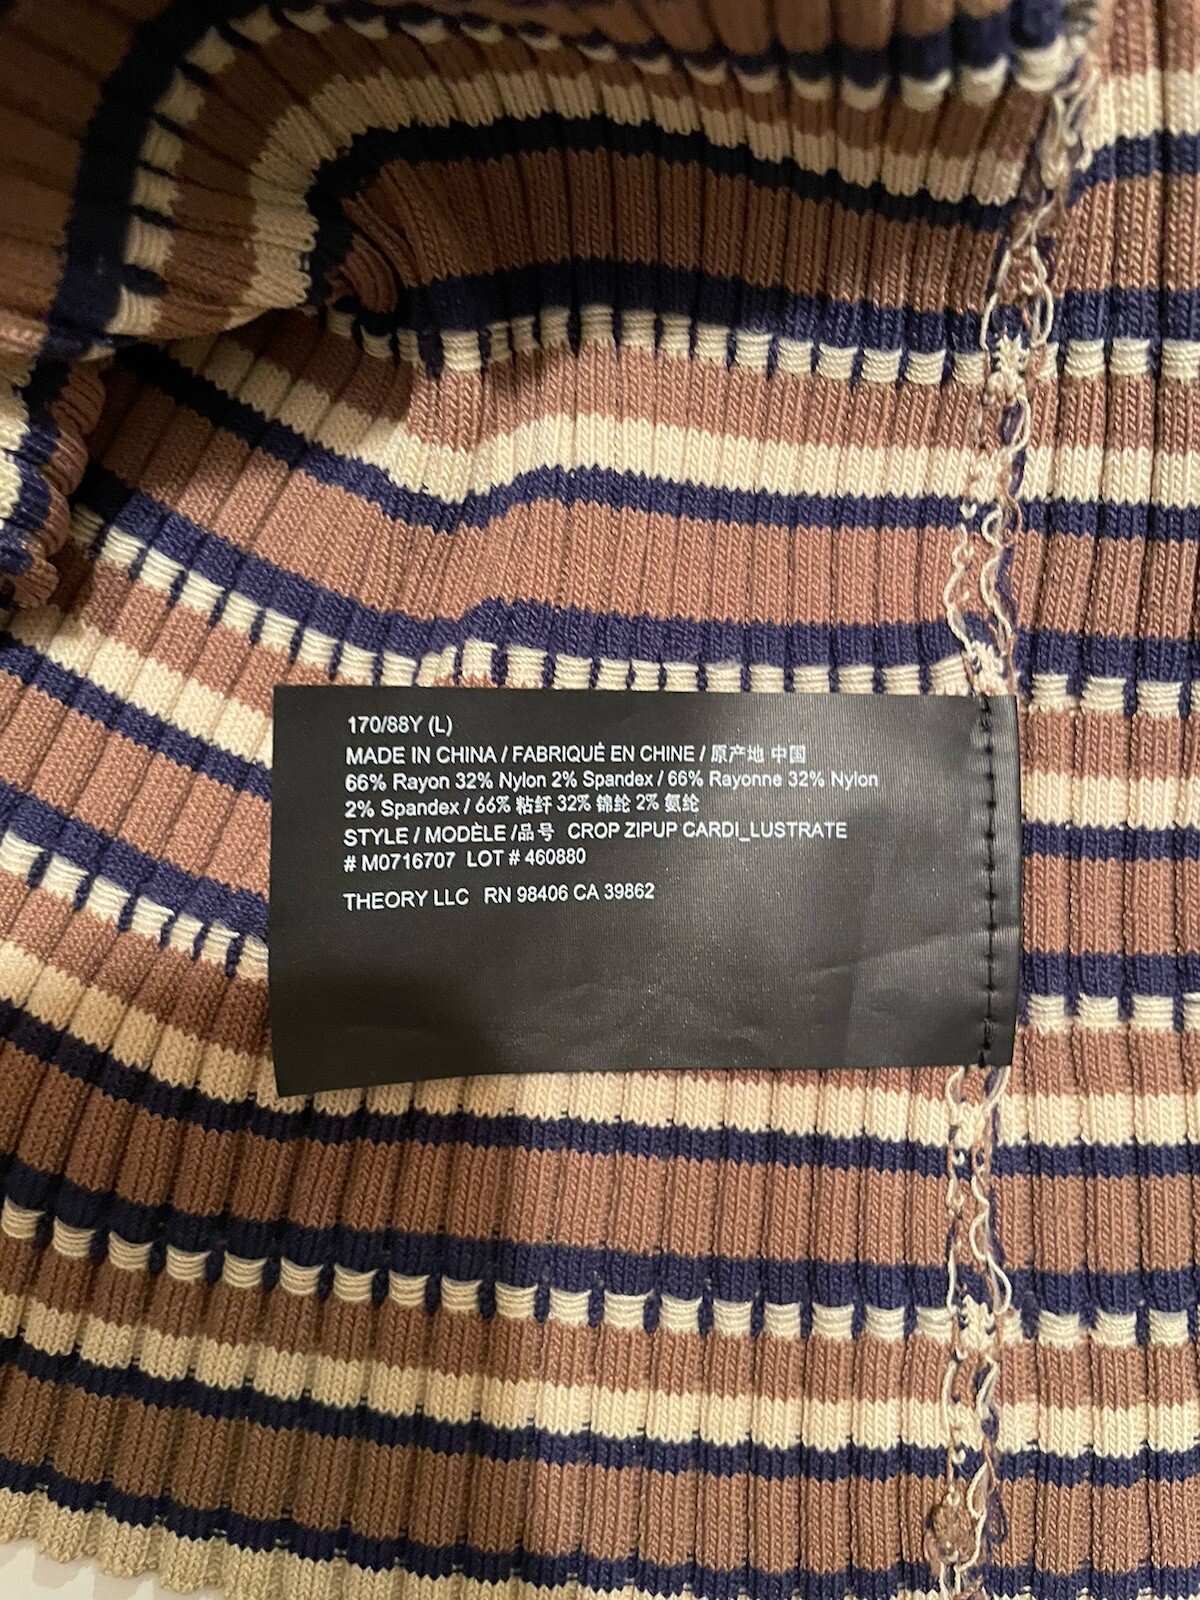 170/88Y (L)
MADE IN CHINA / FABRIQUÉ EN CHINE / 原产地 中国
66% Rayon 32% Nylon 2% Spandex / 66% Rayonne 32% Nylon
2% Spandex / 66% 粘纤 32% 锦纶 2% 氨纶
STYLE / MODÈLE /品号 CROP ZIPUP CARDI_LUSTRATE
# M0716707 LOT # 460880
THEORY LLC RN 98406 CA 39862